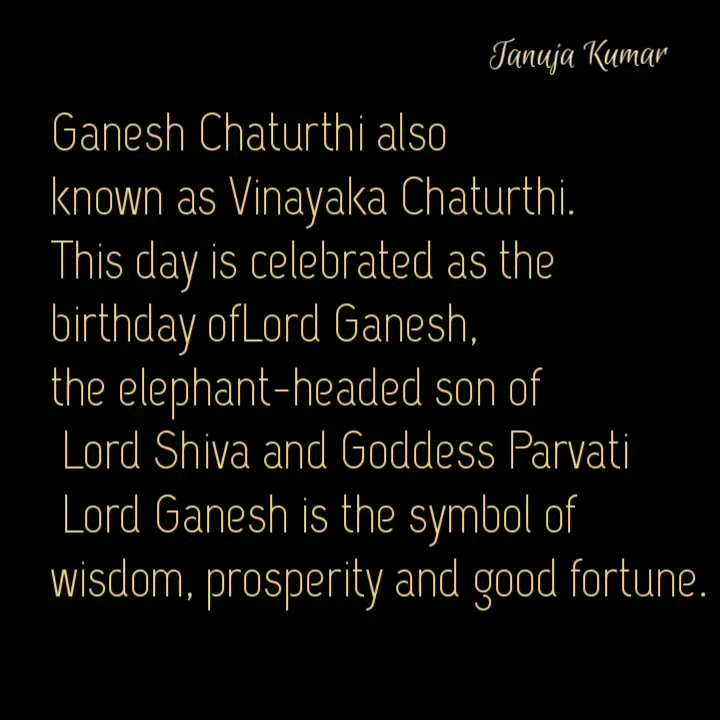 Tanuja Kumar
Ganesh Chaturthi also
known as Vinayaka Chaturthi.
This day is celebrated as the
birthday ofLord Ganesh,
the elephant-headed son of
Lord Shiva and Goddess Parvati
Lord Ganesh is the symbol of
wisdom, prosperity and good fortune.